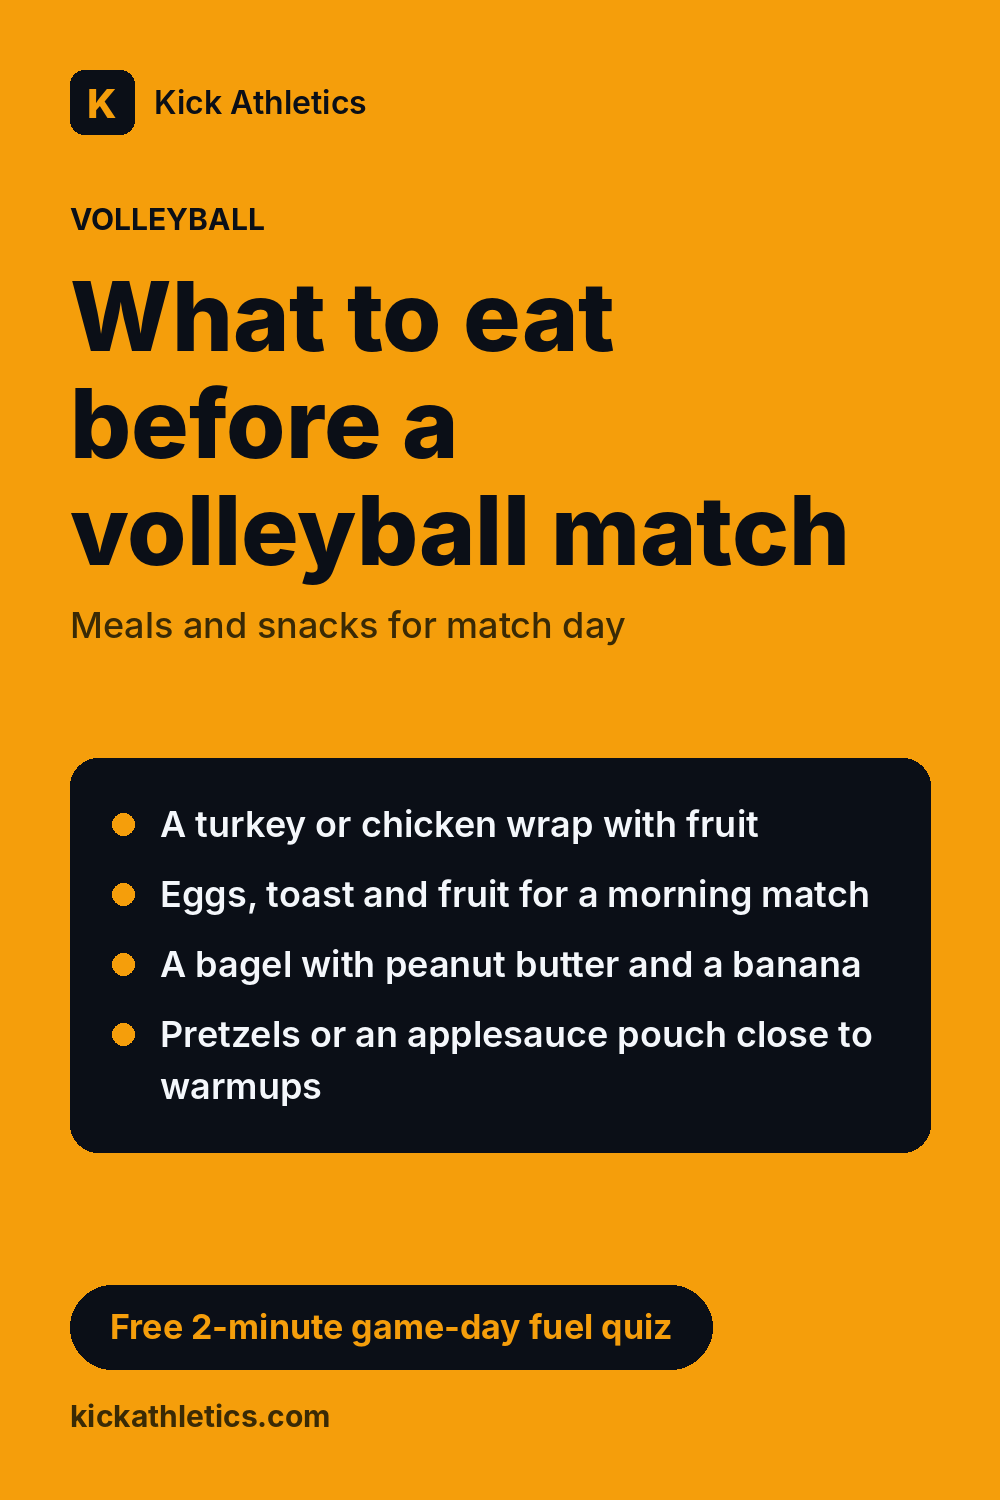 K
Kick Athletics
VOLLEYBALL
What to eat
before a
volleyball match
Meals and snacks for match day
A turkey or chicken wrap with fruit
Eggs, toast and fruit for a morning match
A bagel with peanut butter and a banana
Pretzels or an applesauce pouch close to
warmups
Free 2-minute game-day fuel quiz
kickathletics.com